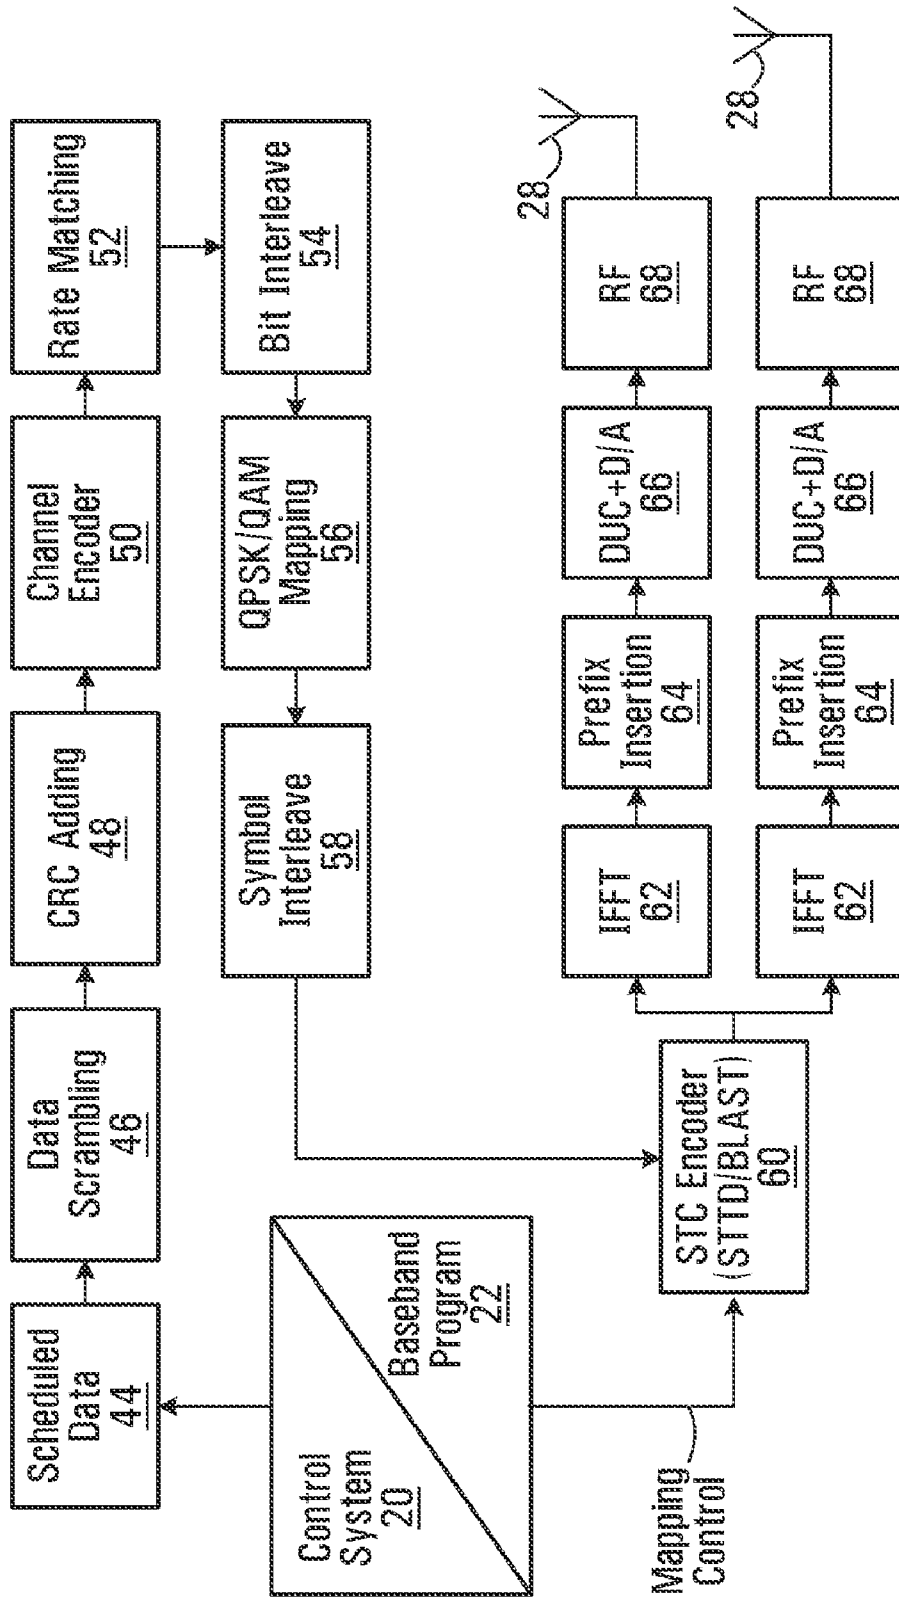 Scheduled
Data
44
Data
Scrambling
46
CRC Adding
48
Channel
Encoder
50
Rate Matching
52
Control
System
20
Baseband
Program
22
Symbol
Interleave
58
QPSK/QAM
Mapping
56
Bit Interleave
54
Mapping
Control
STC Encoder
(STTD/BLAST)
60
IFFT
62
Prefix
Insertion
64
DUC+D/A
66
RF
68
28
IFFT
62
Prefix
Insertion
64
DUC+D/A
66
RF
68
28